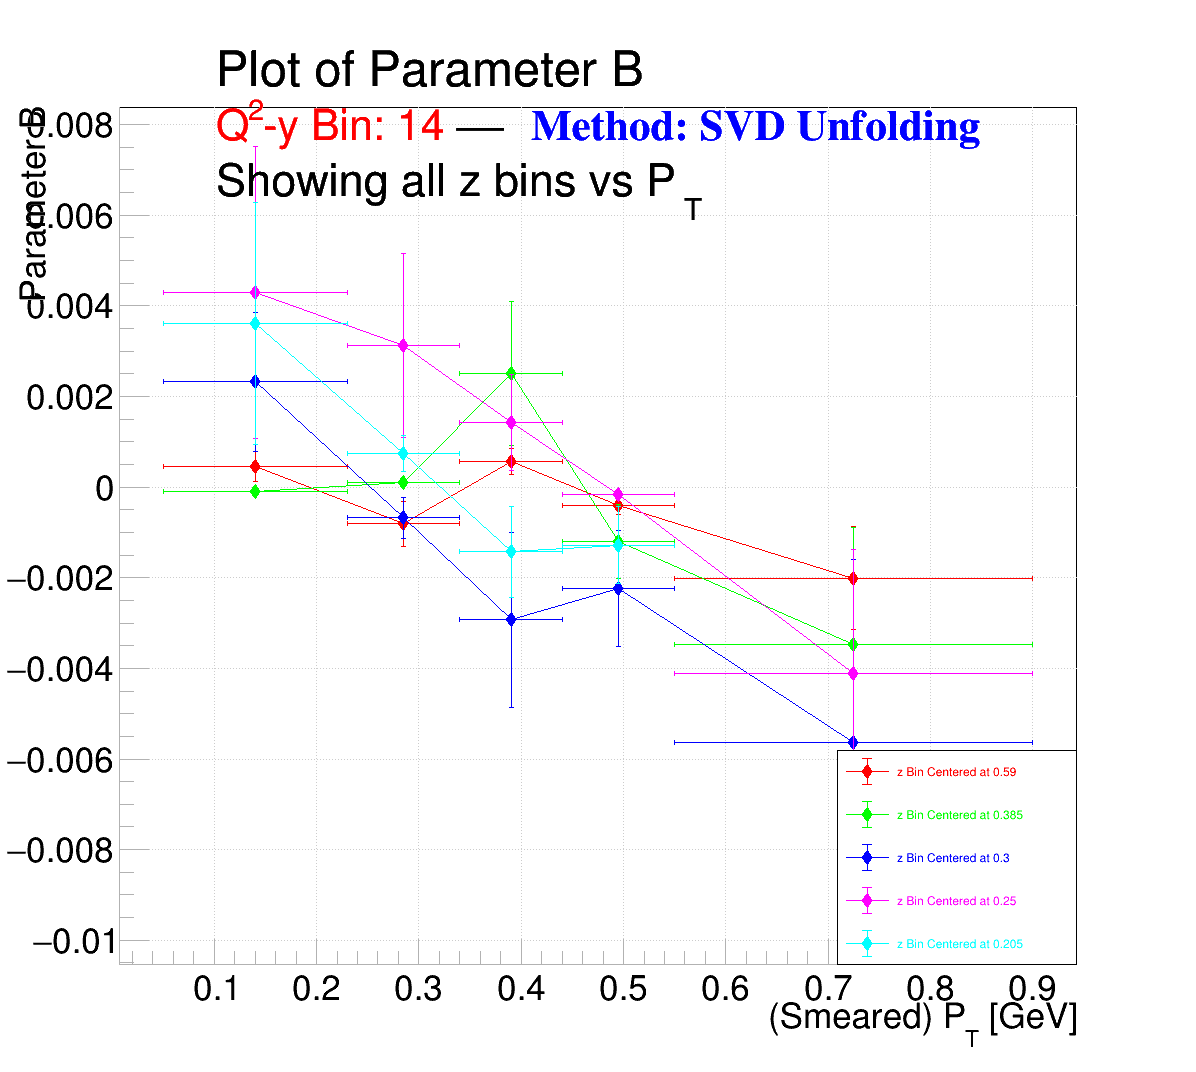 Plot of Parameter B
Q²-y Bin: 14 — Method: SVD Unfolding
Showing all z bins vs P_T
Parameter B
0.008
0.006
0.004
0.002
0
−0.002
−0.004
−0.006
−0.008
−0.01
z Bin Centered at 0.59
z Bin Centered at 0.385
z Bin Centered at 0.3
z Bin Centered at 0.25
z Bin Centered at 0.205
0.1 0.2 0.3 0.4 0.5 0.6 0.7 0.8 0.9
(Smeared) P_T [GeV]